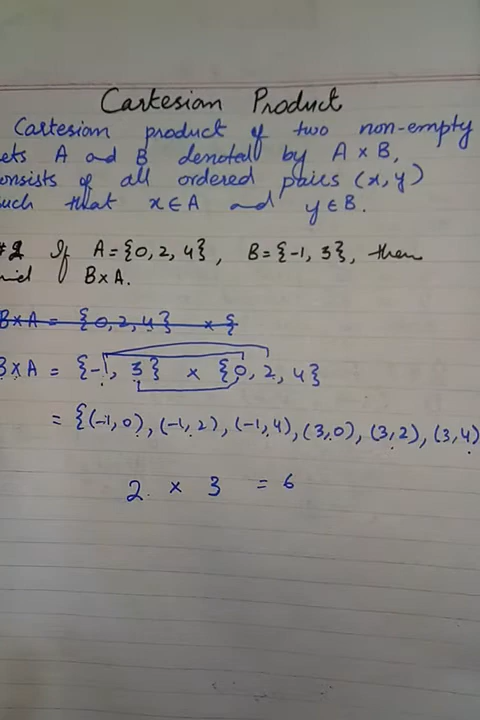 Cartesian Product
Cartesian product of two non-empty
ets A and B denoted by A × B,
onsists of all ordered pairs (x, y)
uch that x ∈ A and y ∈ B.
#2 If A = {0, 2, 4}, B = {-1, 3}, then
B×A.
B×A = {0, 2, 4} × {
B×A = {-1, 3} × {0, 2, 4}
= {(-1, 0), (-1, 2), (-1, 4), (3, 0), (3, 2), (3, 4)
2 × 3 = 6